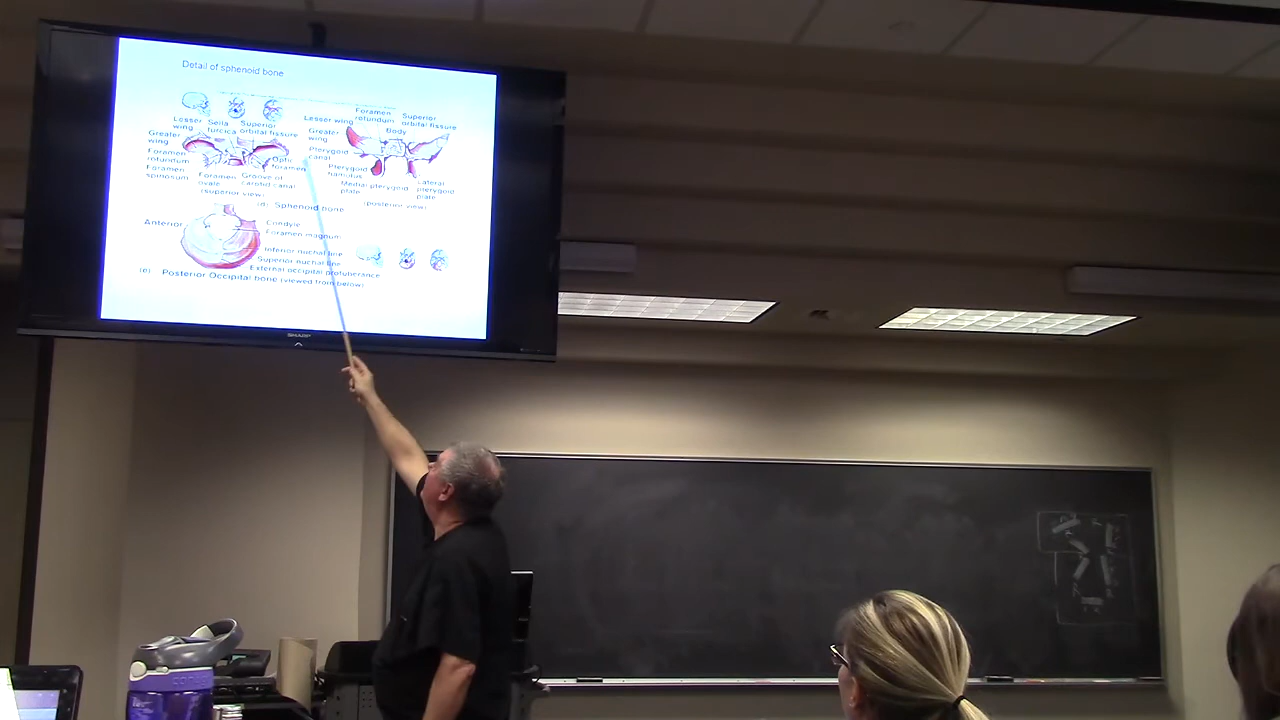 Detail of sphenoid bone
Lesser wing
Sella turcica
Superior orbital fissure
Greater wing
Foramen rotundum
Foramen spinosum
Foramen ovale
Groove of carotid canal
Optic foramen
(superior view)
Lesser wing
Foramen rotundum
Superior orbital fissure
Greater wing
Body
Pterygoid canal
Pterygoid hamulus
Medial pterygoid plate
Lateral pterygoid plate
(posterior view)
(d) Sphenoid bone
Anterior
Condyle
Foramen magnum
Inferior nuchal line
Superior nuchal line
External occipital protuberance
(e) Posterior Occipital bone (viewed from below)
SHARP